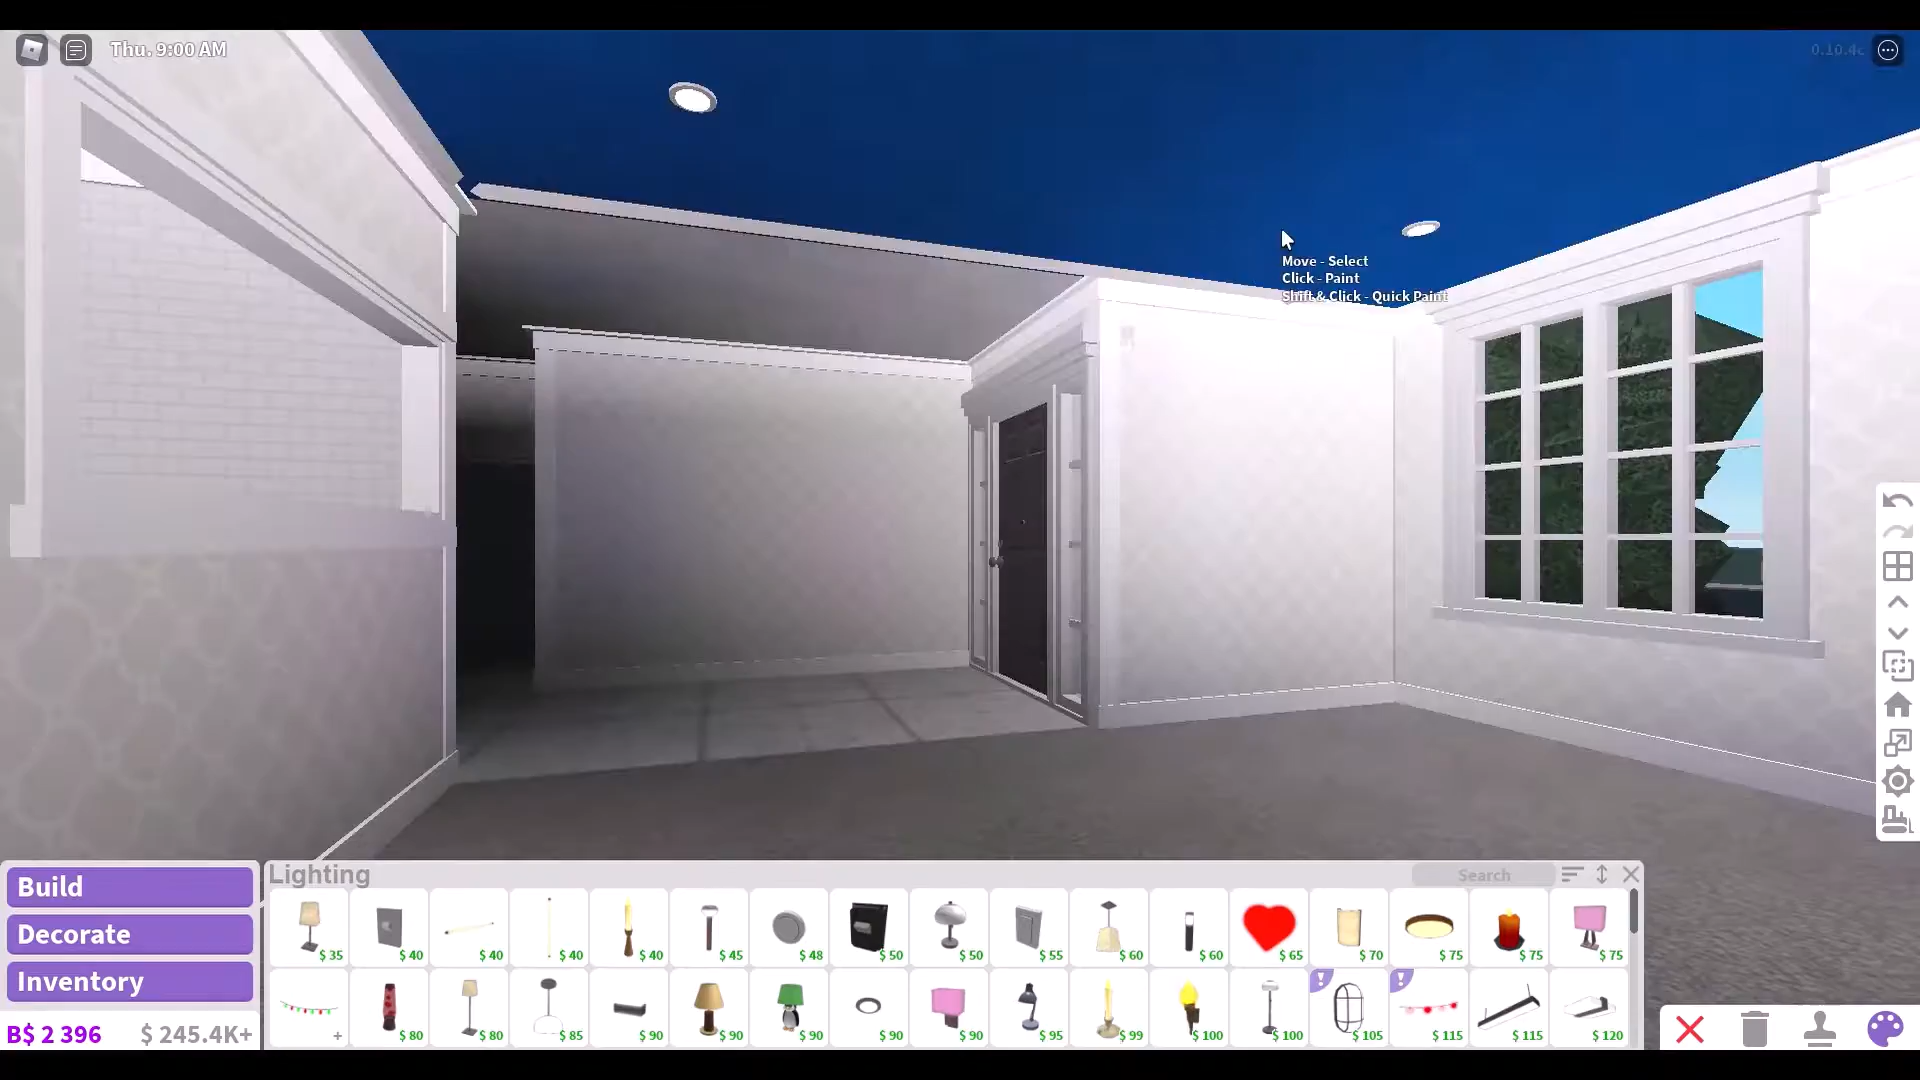 Thu. 9:00 AM
0.10.4c
Move - Select
Click - Paint
Shift & Click - Quick Paint
Build
Decorate
Inventory
B$ 2 396
$ 245.4K+
Lighting
Search
$ 35
$ 40
$ 40
$ 40
$ 40
$ 45
$ 48
$ 50
$ 50
$ 55
$ 60
$ 60
$ 65
$ 70
$ 75
$ 75
$ 75
+
$ 80
$ 80
$ 85
$ 90
$ 90
$ 90
$ 90
$ 90
$ 95
$ 99
$ 100
$ 100
$ 105
$ 115
$ 115
$ 120